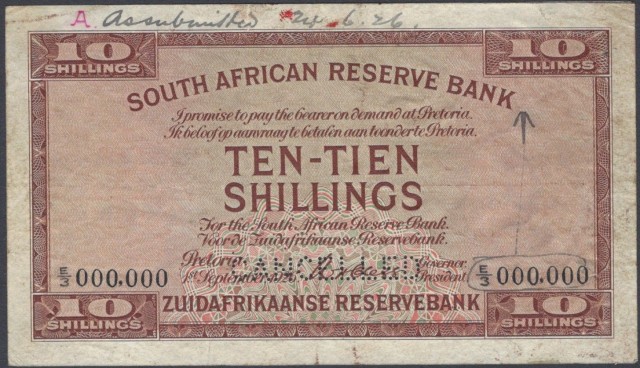 A. As submitted 24.6.26.
10 SHILLINGS 10 SHILLINGS
SOUTH AFRICAN RESERVE BANK
I promise to pay the bearer on demand at Pretoria.
Ik beloof op aanvraag te betalen aan toonder te Pretoria.
TEN-TIEN
SHILLINGS
For the South African Reserve Bank.
Voor de Zuidafrikaanse Reservebank.
Pretoria Governor.
1st September President.
CANCELLED
E/3 000,000 E/3 000,000
10 SHILLINGS 10 SHILLINGS
ZUIDAFRIKAANSE RESERVEBANK